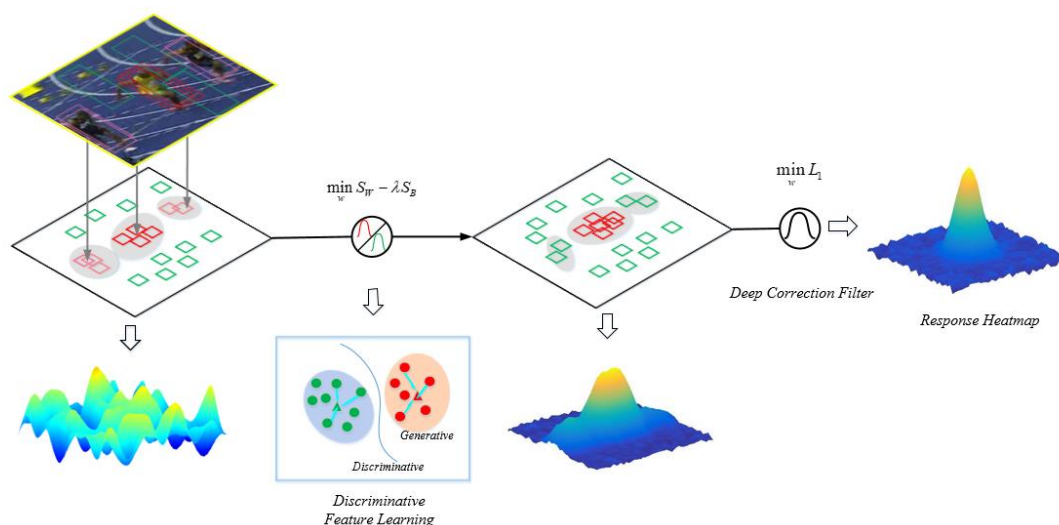 min S_W − λS_B
w
min L_1
w
Deep Correction Filter
Response Heatmap
Generative
Discriminative
Discriminative
Feature Learning